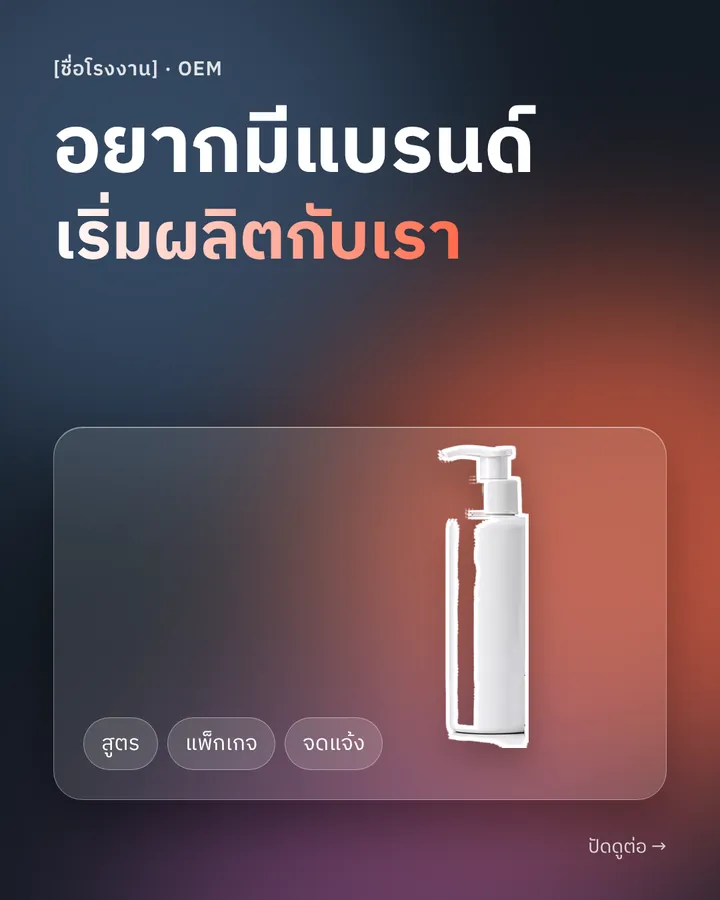 [ชื่อโรงงาน] · OEM
อยากมีแบรนด์
เริ่มผลิตกับเรา
สูตร
แพ็กเกจ
จดแจ้ง
ปัดดูต่อ →